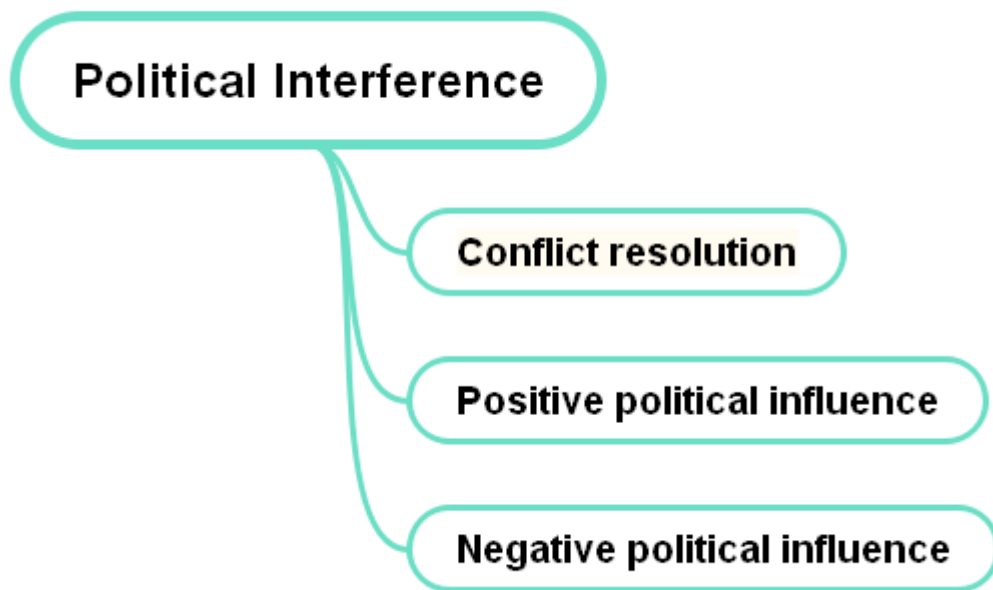 Political Interference
Conflict resolution
Positive political influence
Negative political influence